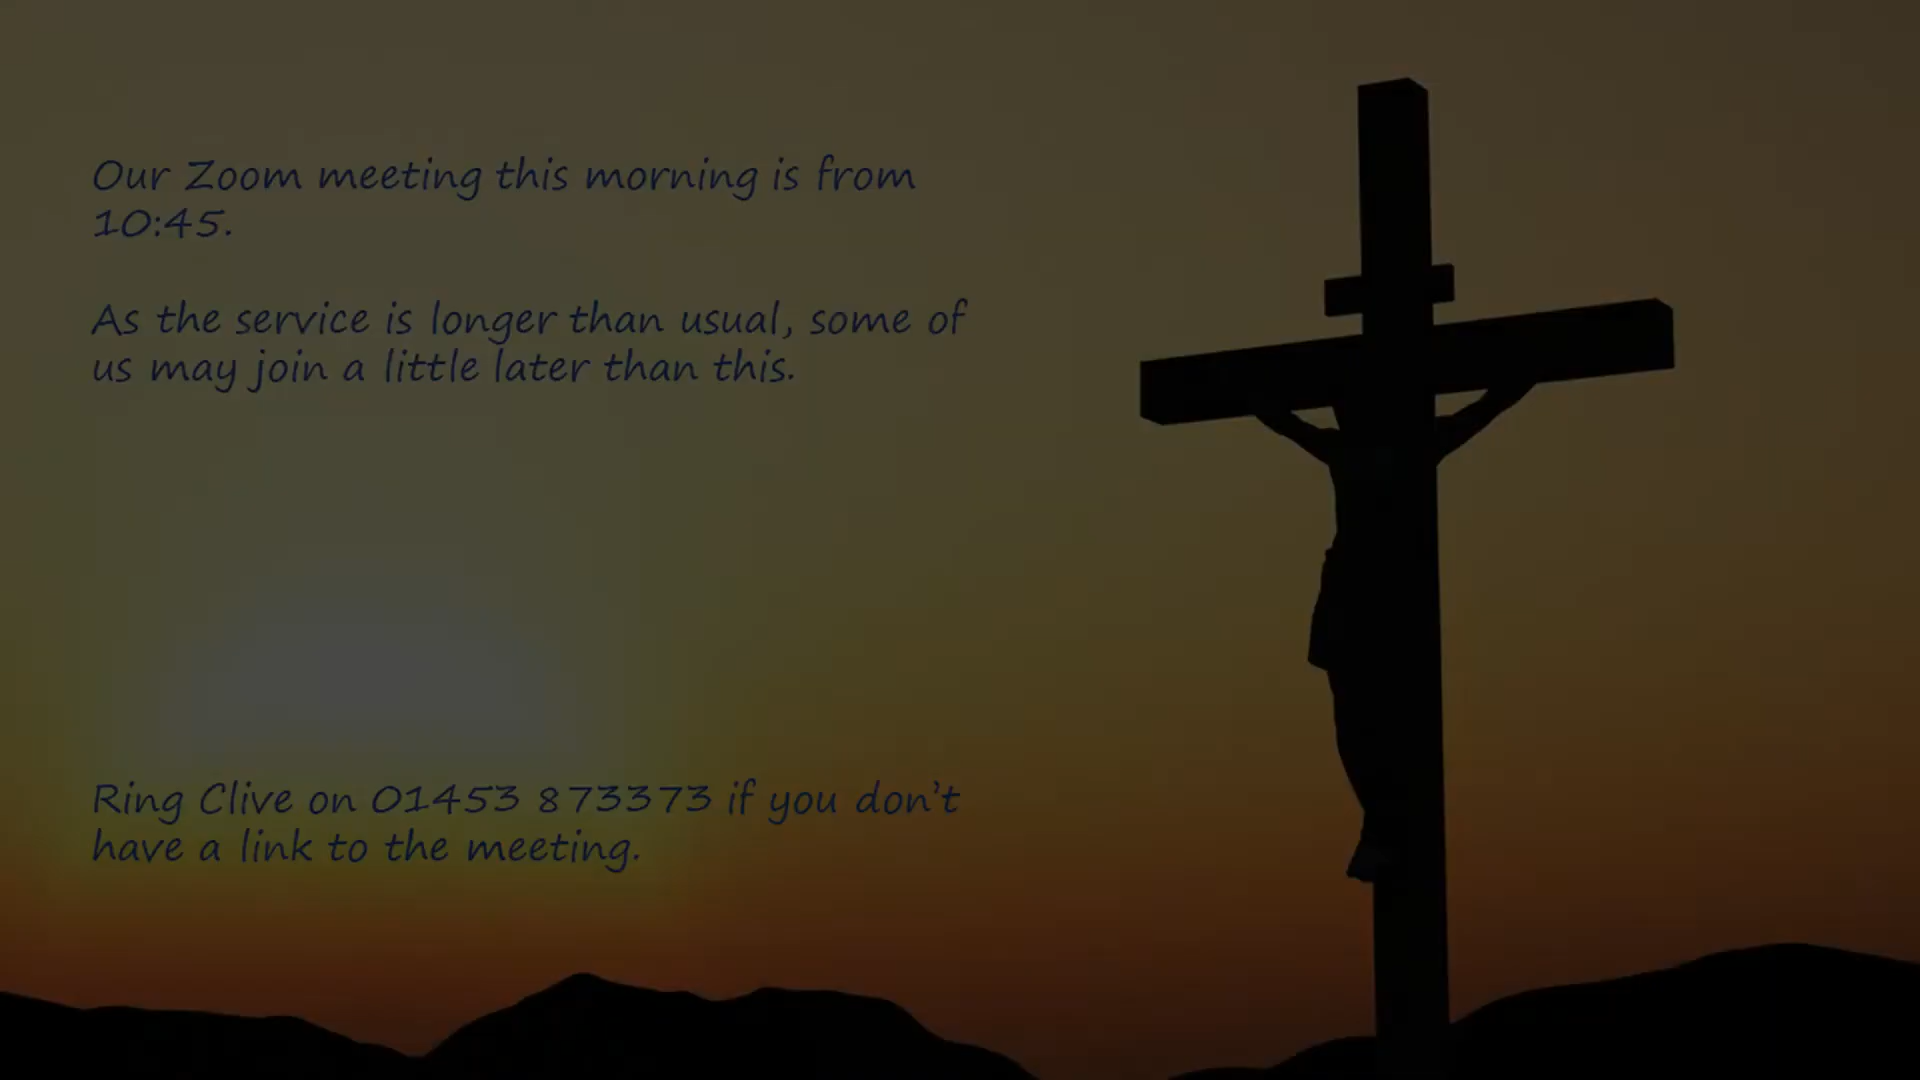 Our Zoom meeting this morning is from
10:45.
As the service is longer than usual, some of
us may join a little later than this.
Ring Clive on 01453 873373 if you don't
have a link to the meeting.